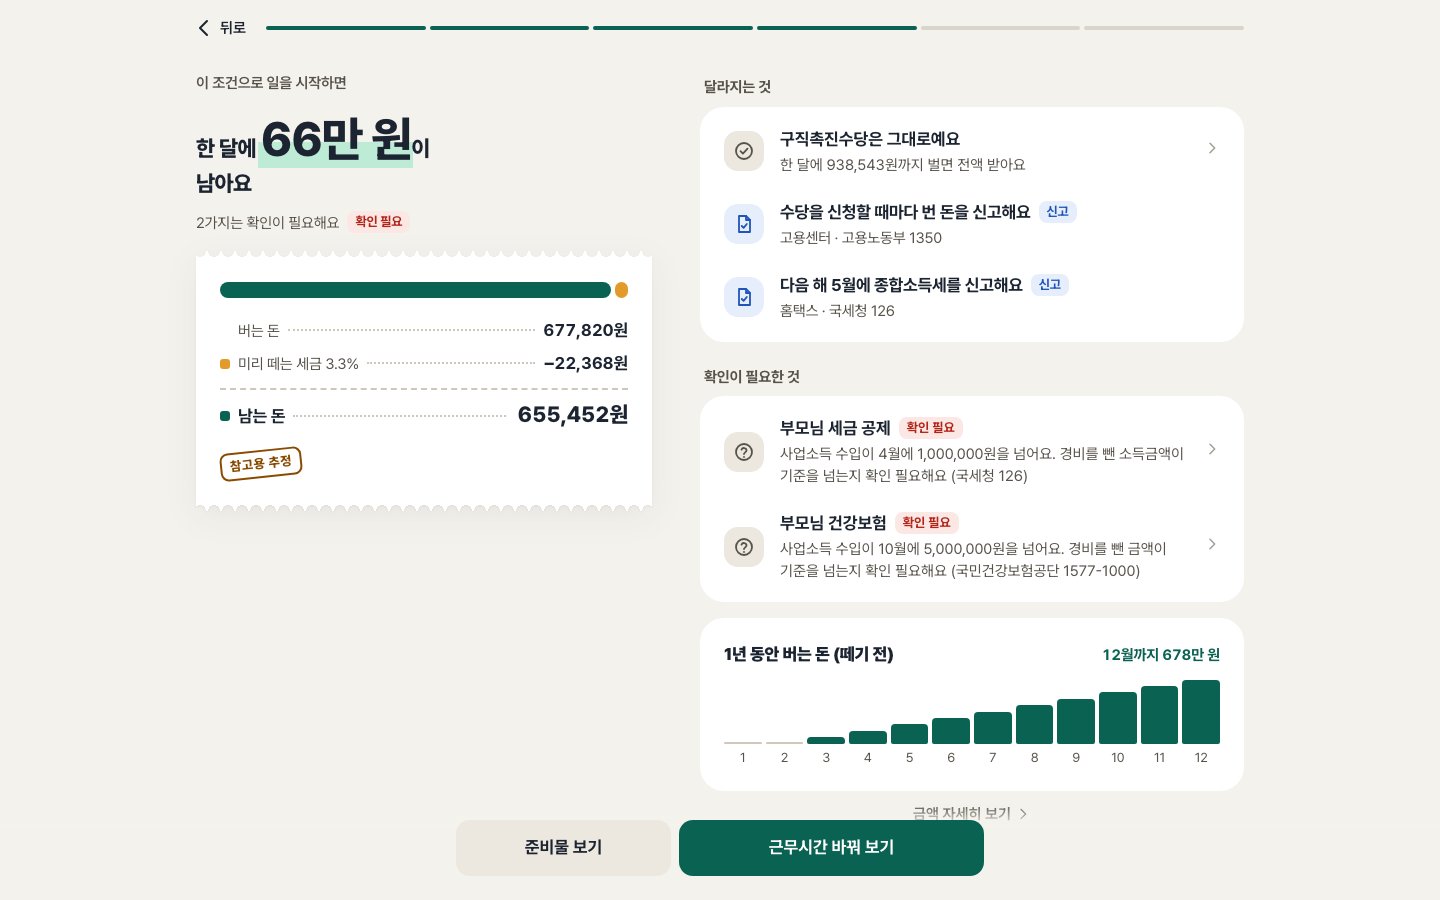 뒤로
이 조건으로 일을 시작하면
한 달에 66만 원이
남아요
2가지는 확인이 필요해요 확인 필요
버는 돈 677,820원
미리 떼는 세금 3.3% −22,368원
남는 돈 655,452원
참고용 추정
달라지는 것
구직촉진수당은 그대로예요
한 달에 938,543원까지 벌면 전액 받아요
수당을 신청할 때마다 번 돈을 신고해요 신고
고용센터 · 고용노동부 1350
다음 해 5월에 종합소득세를 신고해요 신고
홈택스 · 국세청 126
확인이 필요한 것
부모님 세금 공제 확인 필요
사업소득 수입이 4월에 1,000,000원을 넘어요. 경비를 뺀 소득금액이
기준을 넘는지 확인 필요해요 (국세청 126)
부모님 건강보험 확인 필요
사업소득 수입이 10월에 5,000,000원을 넘어요. 경비를 뺀 금액이
기준을 넘는지 확인 필요해요 (국민건강보험공단 1577-1000)
1년 동안 버는 돈 (떼기 전) 12월까지 678만 원
1 2 3 4 5 6 7 8 9 10 11 12
금액 자세히 보기
준비물 보기 근무시간 바꿔 보기